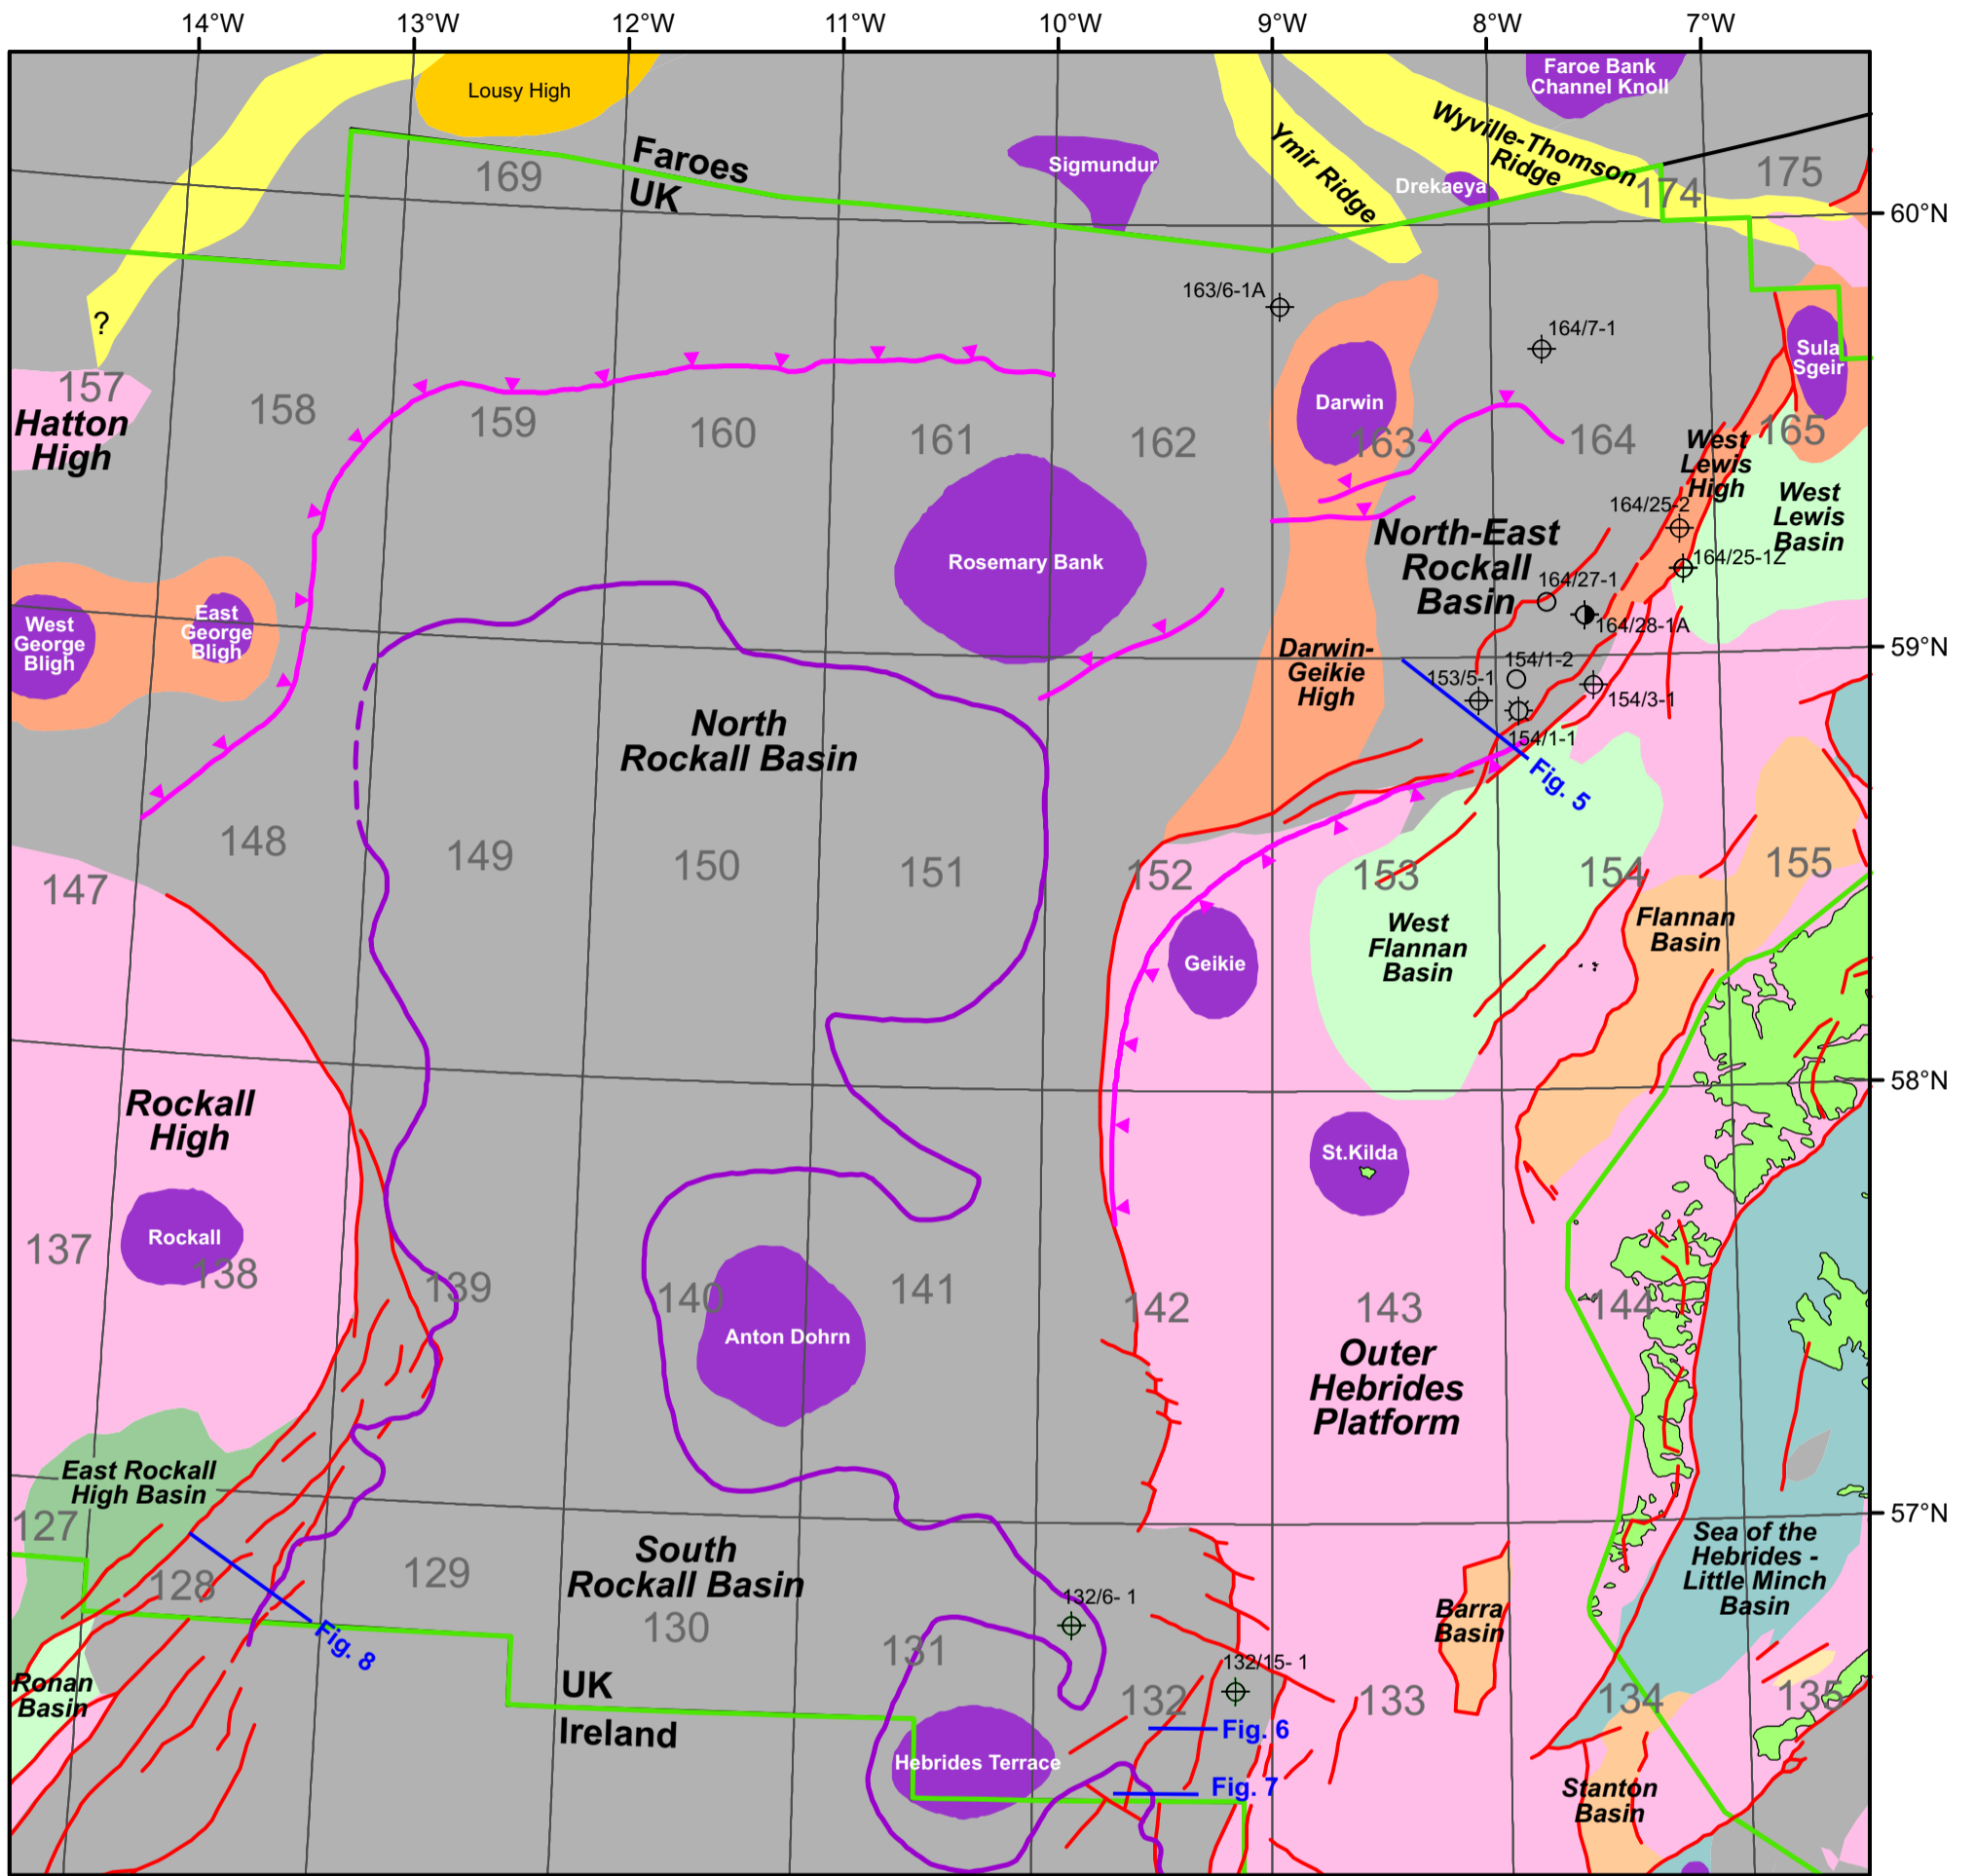 14°W 13°W 12°W 11°W 10°W 9°W 8°W 7°W
Faroe Bank
Channel Knoll
Lousy High
Wyville-Thomson
Ridge
Ymir Ridge
Faroes
UK
Sigmundur
Drekaeya
169
174
175
60°N
163/6-1A
164/7-1
?
Sula
Sgeir
157
158
159
160
161
162
Darwin
163
164
165
Hatton
High
West
Lewis
High
West
Lewis
Basin
164/25-2
164/25-1Z
North-East
Rockall
Basin
Rosemary Bank
164/27-1
164/28-1A
West
George
Bligh
East
George
Bligh
59°N
Darwin-
Geikie
High
154/1-2
153/5-1
154/3-1
154/1-1
Fig. 5
North
Rockall Basin
147
148
149
150
151
152
153
154
155
West
Flannan
Basin
Flannan
Basin
Geikie
58°N
Rockall
High
St.Kilda
Rockall
137
138
139
140
141
142
143
144
Anton Dohrn
Outer
Hebrides
Platform
East Rockall
High Basin
57°N
127
128
129
130
131
132
133
134
135
South
Rockall Basin
Sea of the
Hebrides -
Little Minch
Basin
132/6- 1
Barra
Basin
Fig. 8
132/15- 1
Ronan
Basin
UK
Ireland
Fig. 6
Hebrides Terrace
Fig. 7
Stanton
Basin